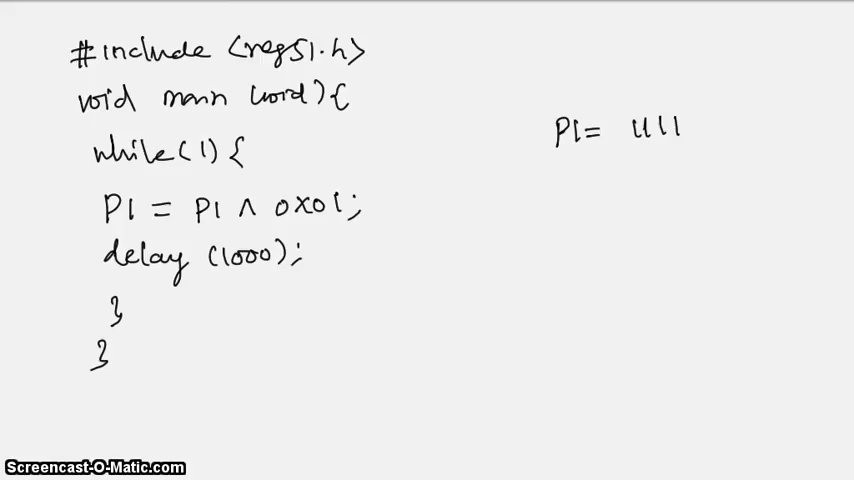 #include <reg51.h>
void main (void) {
while(1) {
P1 = P1 ^ 0x01;
delay (1000);
}
}
P1= 1111
Screencast-O-Matic.com